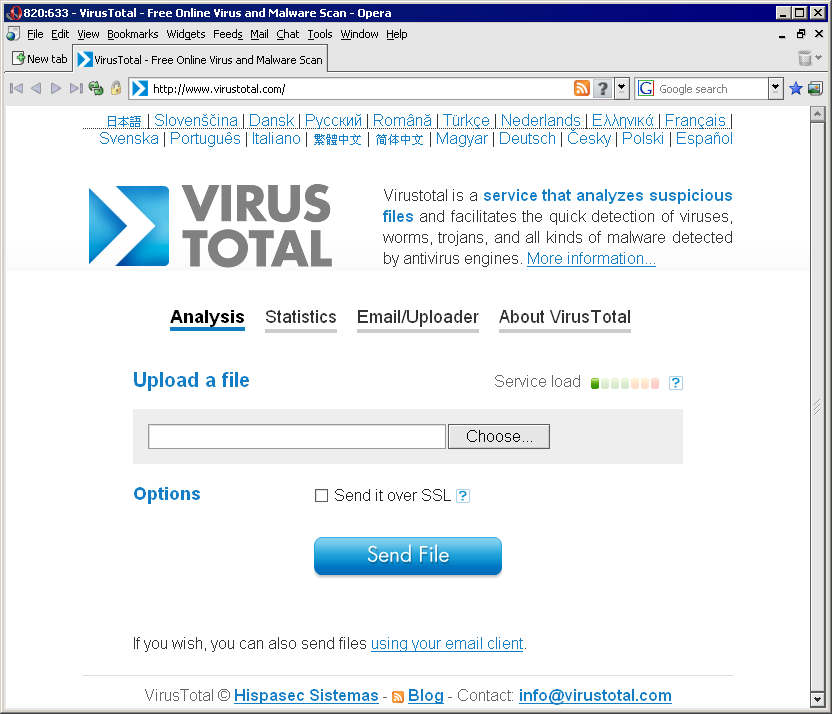 820:633 - VirusTotal - Free Online Virus and Malware Scan - Opera
File Edit View Bookmarks Widgets Feeds Mail Chat Tools Window Help
New tab VirusTotal - Free Online Virus and Malware Scan
http://www.virustotal.com/ ? G Google search
日本語 | Slovenščina | Dansk | Русский | Română | Türkçe | Nederlands | Ελληνικά | Français |
Svenska | Português | Italiano | 繁體中文 | 简体中文 | Magyar | Deutsch | Česky | Polski | Español
VIRUS
TOTAL
Virustotal is a service that analyzes suspicious
files and facilitates the quick detection of viruses,
worms, trojans, and all kinds of malware detected
by antivirus engines. More information...
Analysis Statistics Email/Uploader About VirusTotal
Upload a file Service load ?
Choose...
Options Send it over SSL ?
Send File
If you wish, you can also send files using your email client.
VirusTotal © Hispasec Sistemas - Blog - Contact: info@virustotal.com